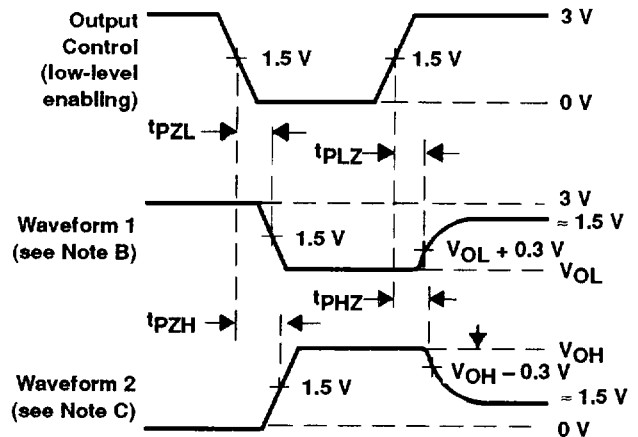 Output
Control
(low-level
enabling)
3 V
1.5 V
1.5 V
0 V
tPZL
tPLZ
3 V
Waveform 1
(see Note B)
1.5 V
≈ 1.5 V
VOL + 0.3 V
VOL
tPHZ
tPZH
VOH
Waveform 2
(see Note C)
1.5 V
VOH – 0.3 V
≈ 1.5 V
0 V